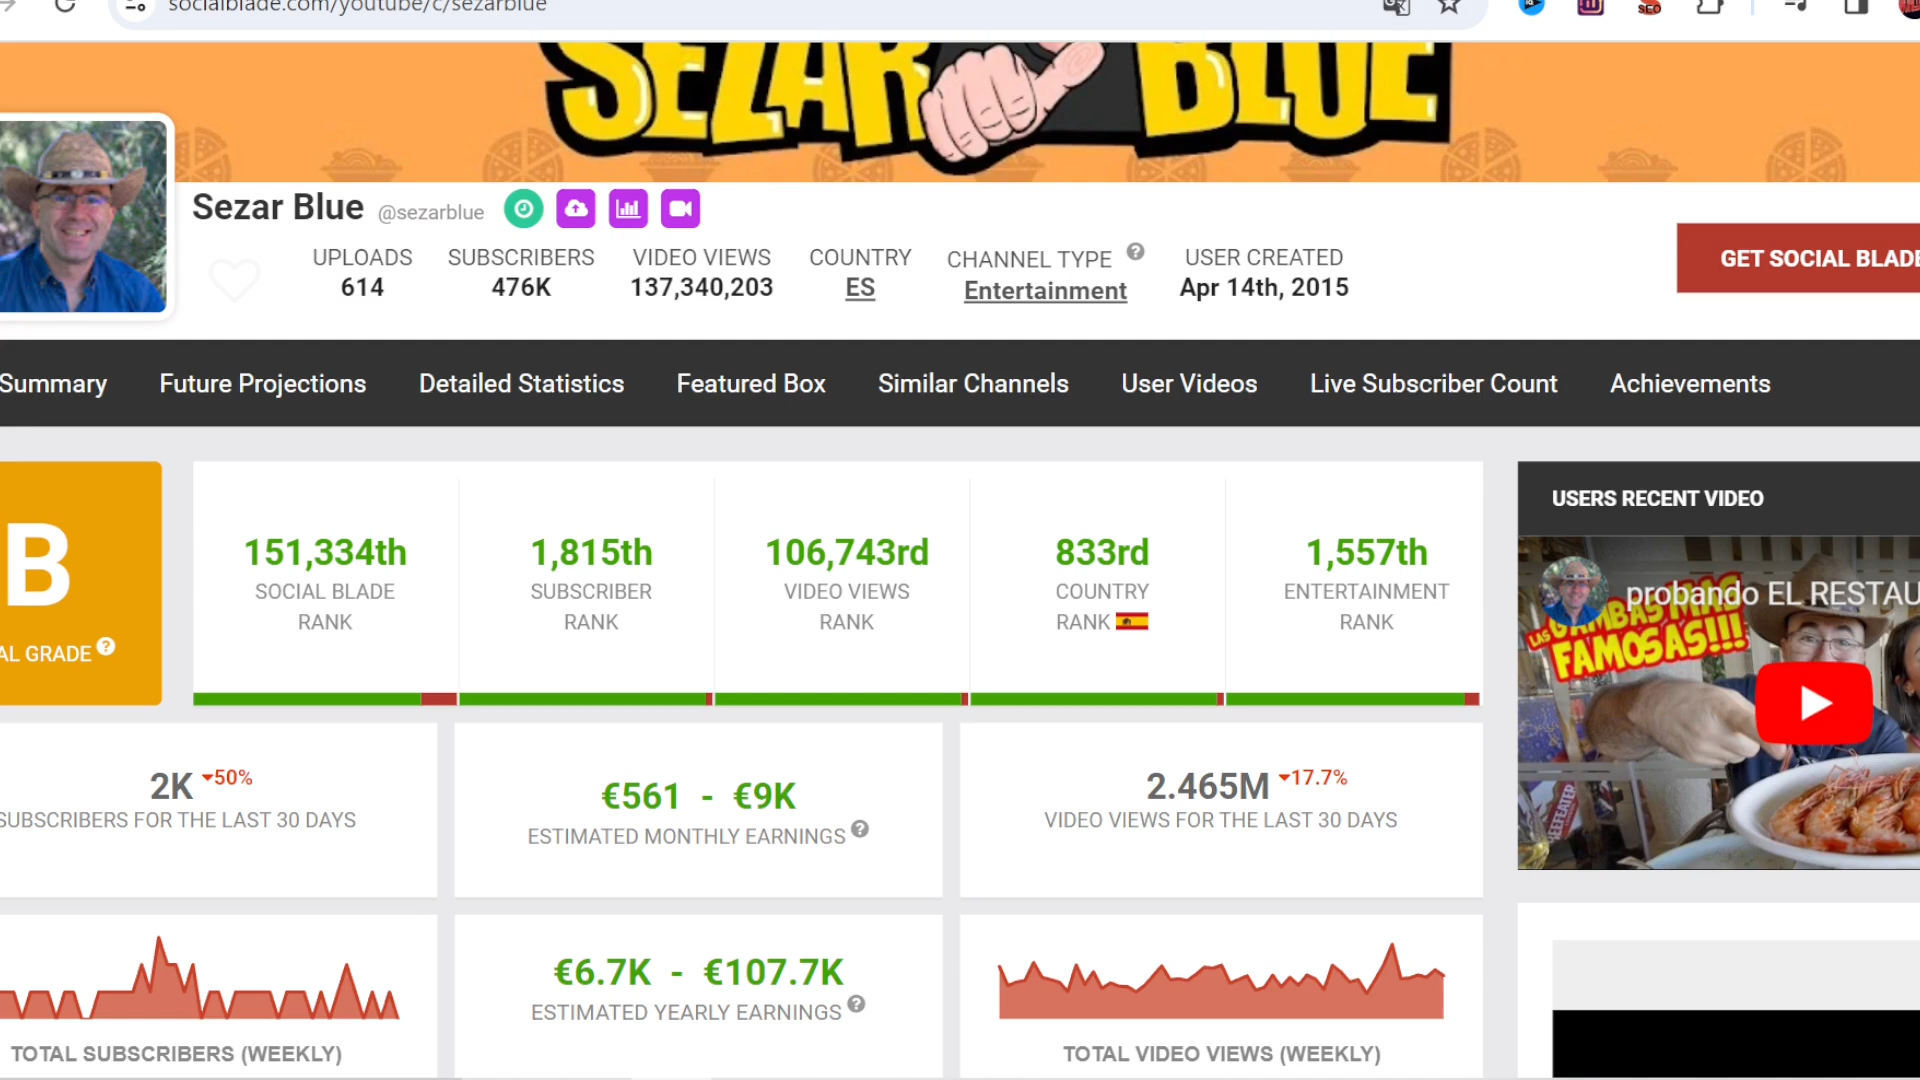 socialblade.com/youtube/c/sezarblue
SEO
SEZAR BLUE
Sezar Blue @sezarblue
UPLOADS
614
SUBSCRIBERS
476K
VIDEO VIEWS
137,340,203
COUNTRY
ES
CHANNEL TYPE ?
Entertainment
USER CREATED
Apr 14th, 2015
GET SOCIAL BLADE
Summary Future Projections Detailed Statistics Featured Box Similar Channels User Videos Live Subscriber Count Achievements
B
AL GRADE ?
151,334th
SOCIAL BLADE
RANK
1,815th
SUBSCRIBER
RANK
106,743rd
VIDEO VIEWS
RANK
833rd
COUNTRY
RANK
1,557th
ENTERTAINMENT
RANK
USERS RECENT VIDEO
probando EL RESTAU
LAS GAMBAS MÁS
FAMOSAS!!!
BEEFEATER
2K 50%
SUBSCRIBERS FOR THE LAST 30 DAYS
€561 - €9K
ESTIMATED MONTHLY EARNINGS ?
2.465M 17.7%
VIDEO VIEWS FOR THE LAST 30 DAYS
TOTAL SUBSCRIBERS (WEEKLY)
€6.7K - €107.7K
ESTIMATED YEARLY EARNINGS ?
TOTAL VIDEO VIEWS (WEEKLY)